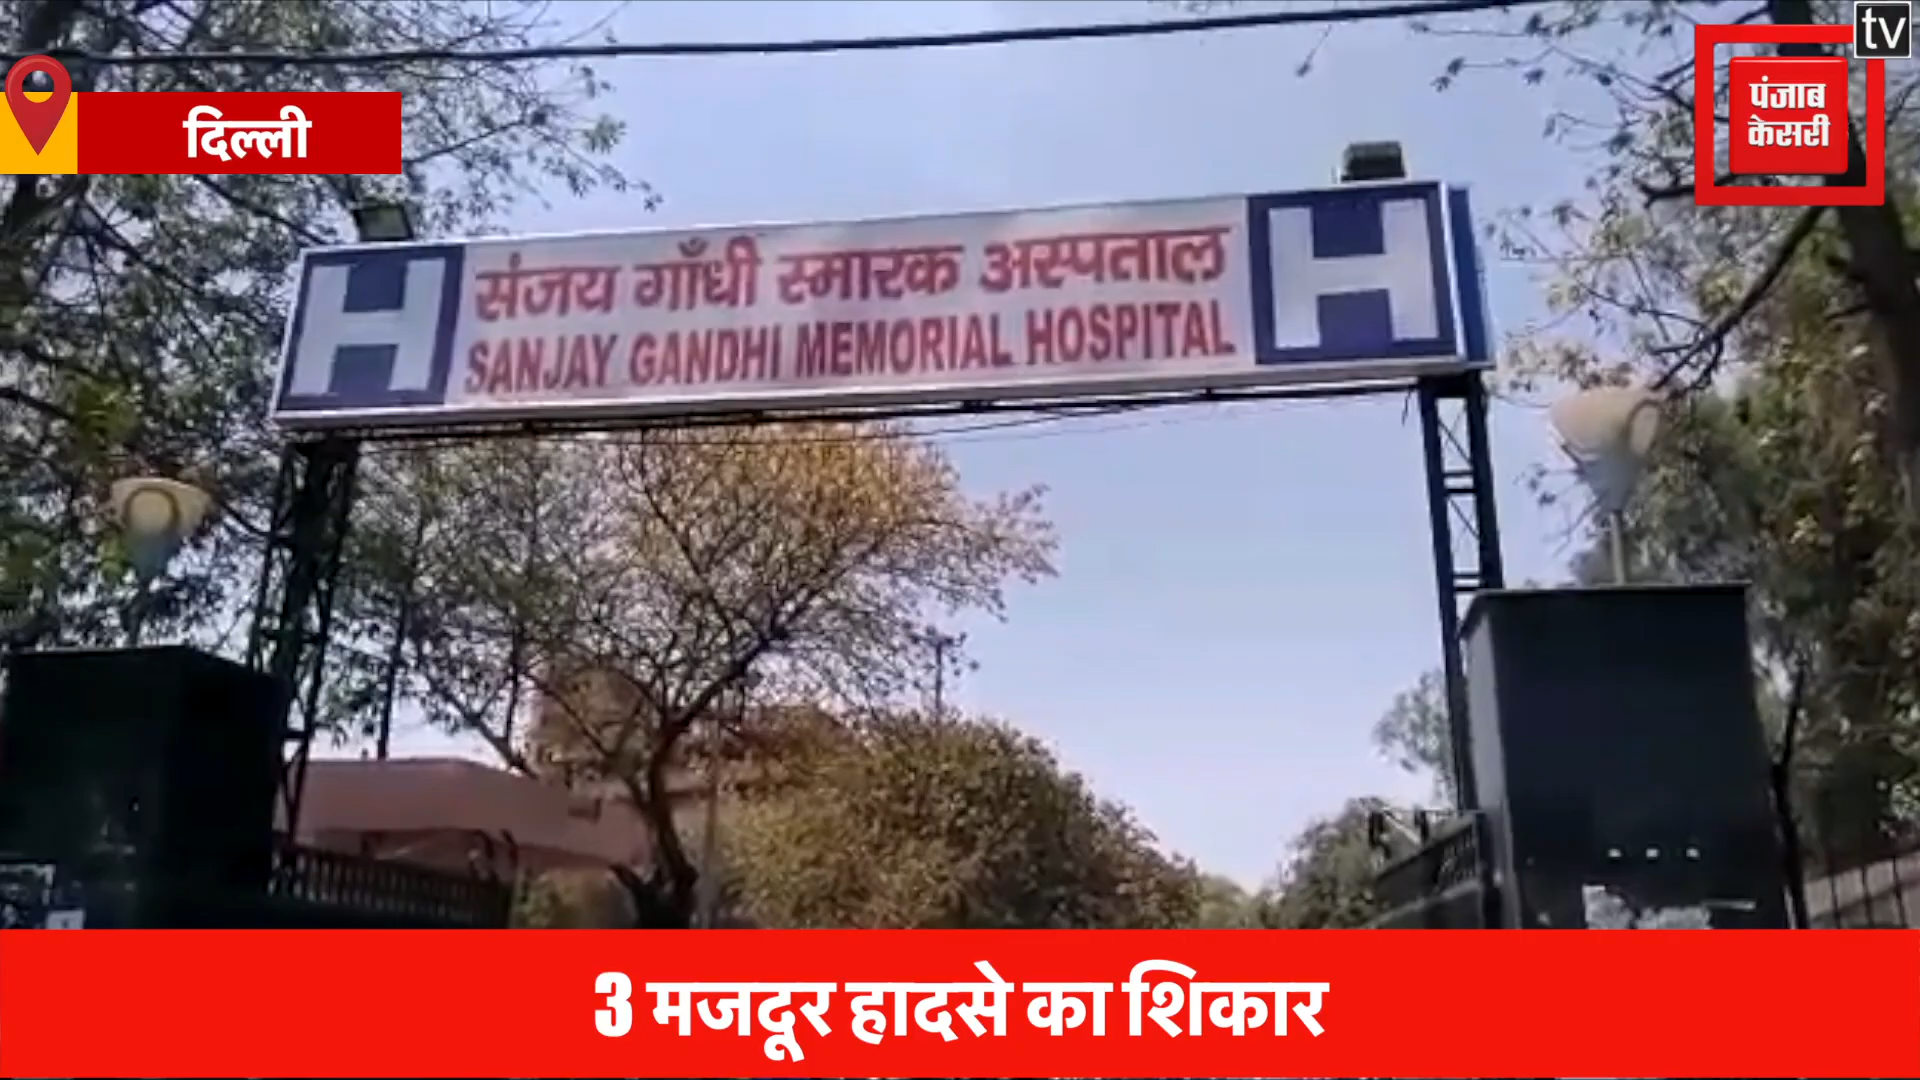 tv
पंजाब
केसरी
दिल्ली
H संजय गाँधी स्मारक अस्पताल H
SANJAY GANDHI MEMORIAL HOSPITAL
3 मजदूर हादसे का शिकार